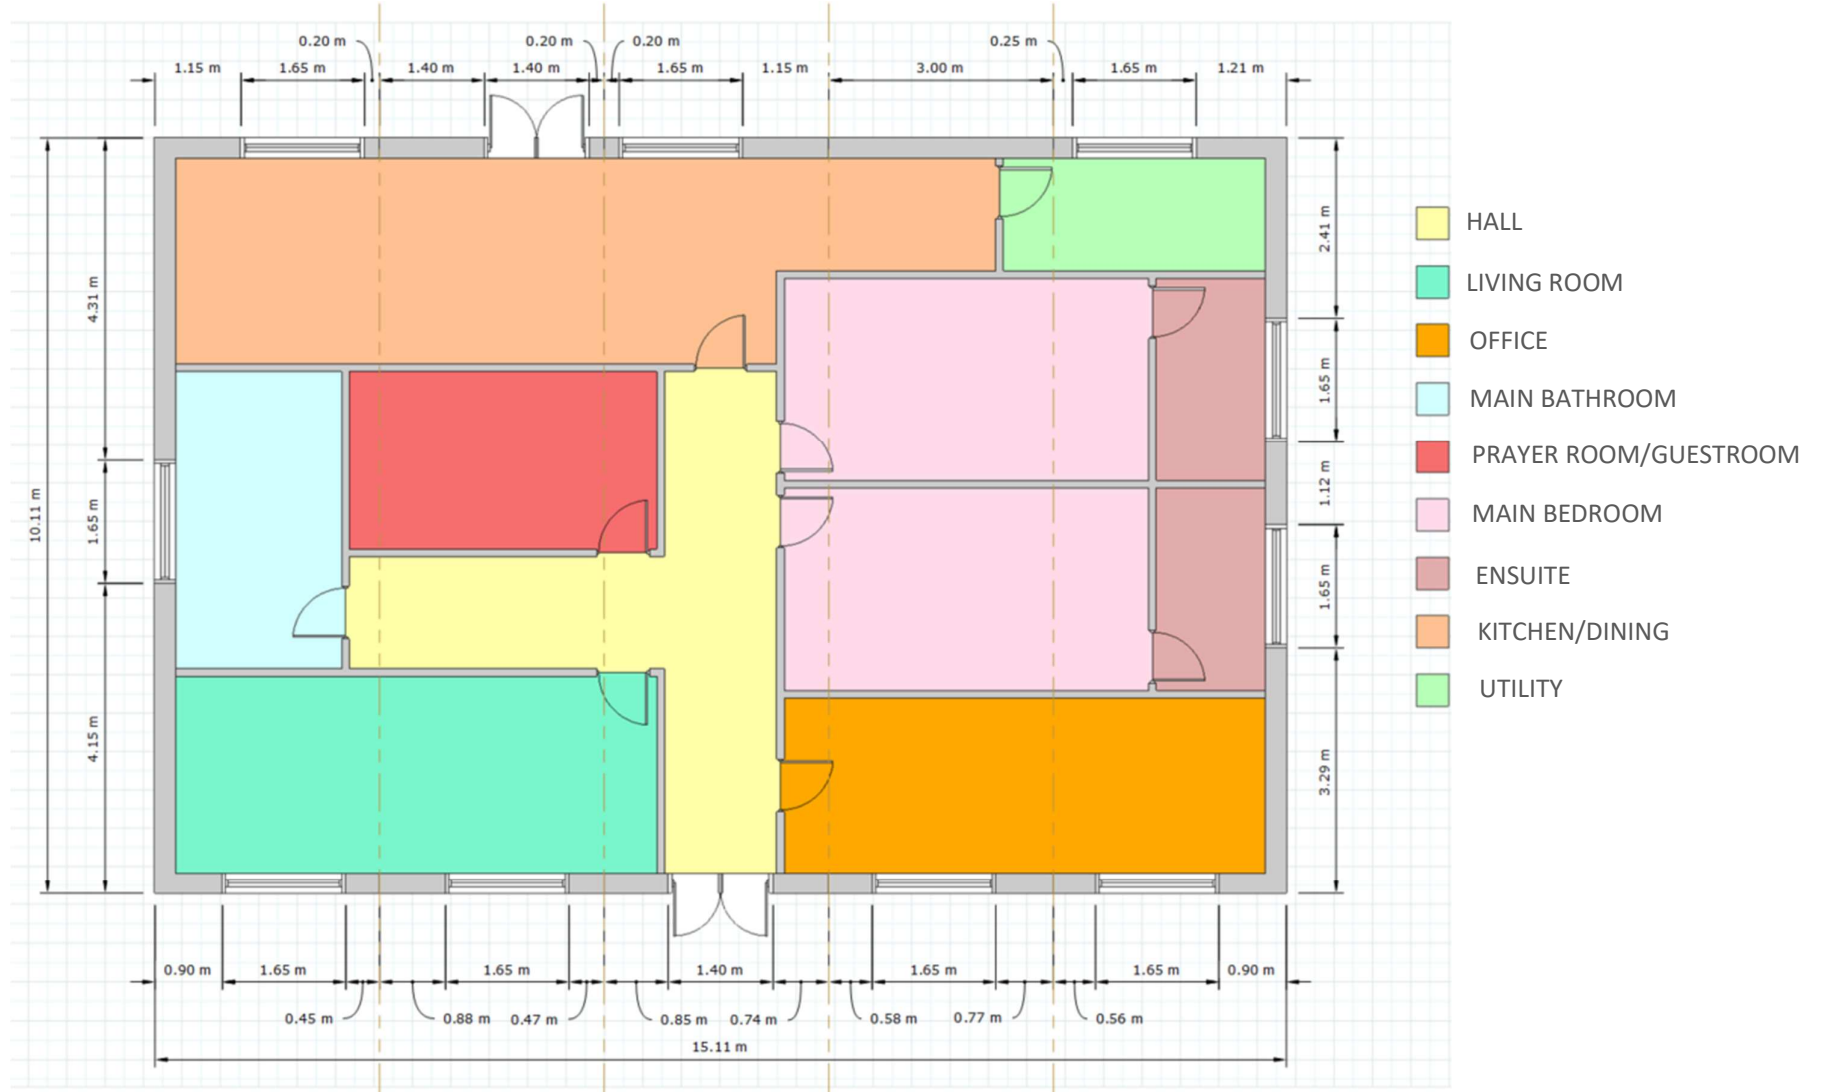 0.20 m
0.20 m
0.20 m
0.25 m
1.15 m
1.65 m
1.40 m
1.40 m
1.65 m
1.15 m
3.00 m
1.65 m
1.21 m
10.11 m
4.31 m
1.65 m
4.15 m
2.41 m
1.65 m
1.12 m
1.65 m
3.29 m
HALL
LIVING ROOM
OFFICE
MAIN BATHROOM
PRAYER ROOM/GUESTROOM
MAIN BEDROOM
ENSUITE
KITCHEN/DINING
UTILITY
0.90 m
1.65 m
1.65 m
1.40 m
1.65 m
1.65 m
0.90 m
0.45 m
0.88 m
0.47 m
0.85 m
0.74 m
0.58 m
0.77 m
0.56 m
15.11 m